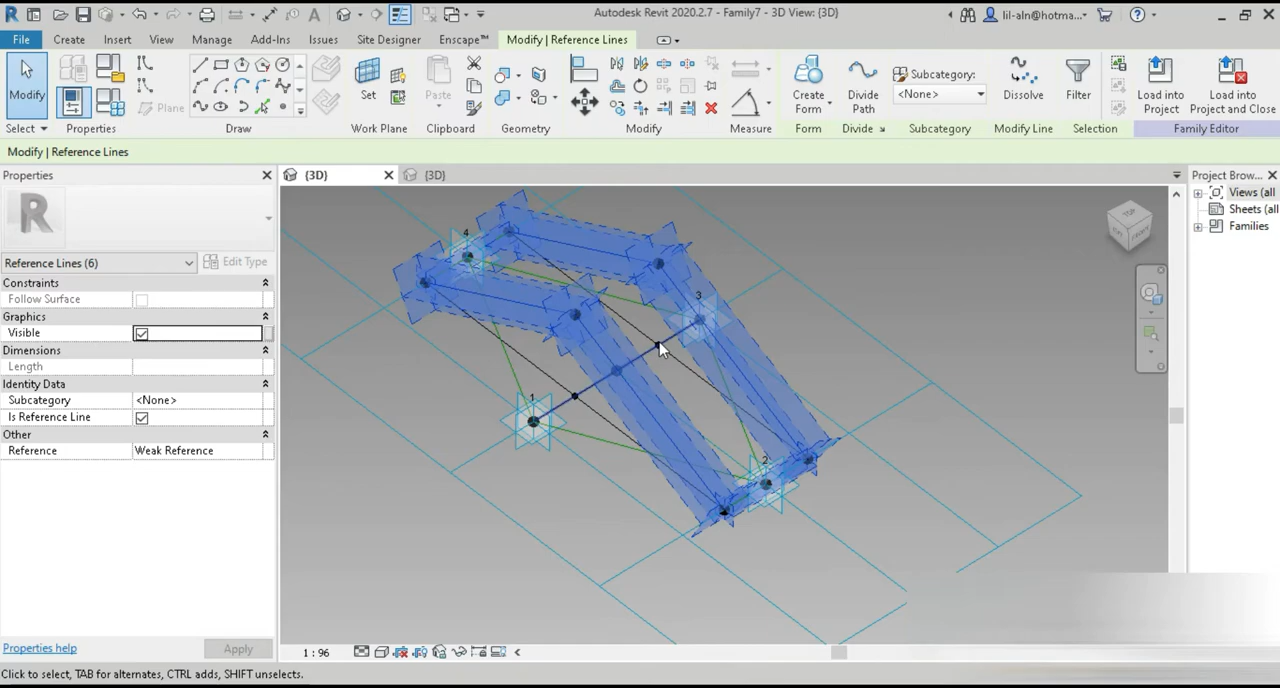 Autodesk Revit 2020.2.7 - Family7 - 3D View: {3D}
lil-aln@hotma...
File Create Insert View Manage Add-Ins Issues Site Designer Enscape™ Modify | Reference Lines
Modify
Plane
Set
Paste
Create
Form
Divide
Path
Subcategory:
<None>
Dissolve
Filter
Load into
Project
Load into
Project and Close
Select Properties Draw Work Plane Clipboard Geometry Modify Measure Form Divide Subcategory Modify Line Selection Family Editor
Modify | Reference Lines
Properties
{3D}
{3D}
Project Brow...
Views (all
Sheets (all
Families
Reference Lines (6)
Edit Type
Constraints
Follow Surface
Graphics
Visible
Dimensions
Length
Identity Data
Subcategory <None>
Is Reference Line
Other
Reference Weak Reference
4
3
1
2
TOP
Properties help
Apply
1 : 96
Click to select, TAB for alternates, CTRL adds, SHIFT unselects.